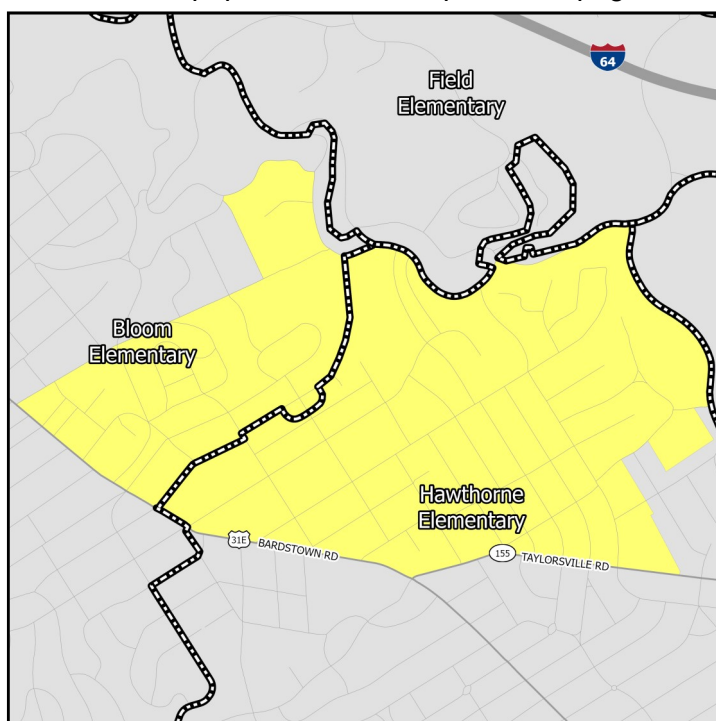 64
Field
Elementary
Bloom
Elementary
Hawthorne
Elementary
31E
BARDSTOWN RD
155
TAYLORSVILLE RD